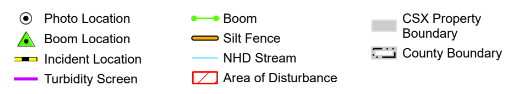 Photo Location
Boom Location
Incident Location
Turbidity Screen
Boom
Silt Fence
NHD Stream
Area of Disturbance
CSX Property
Boundary
County Boundary